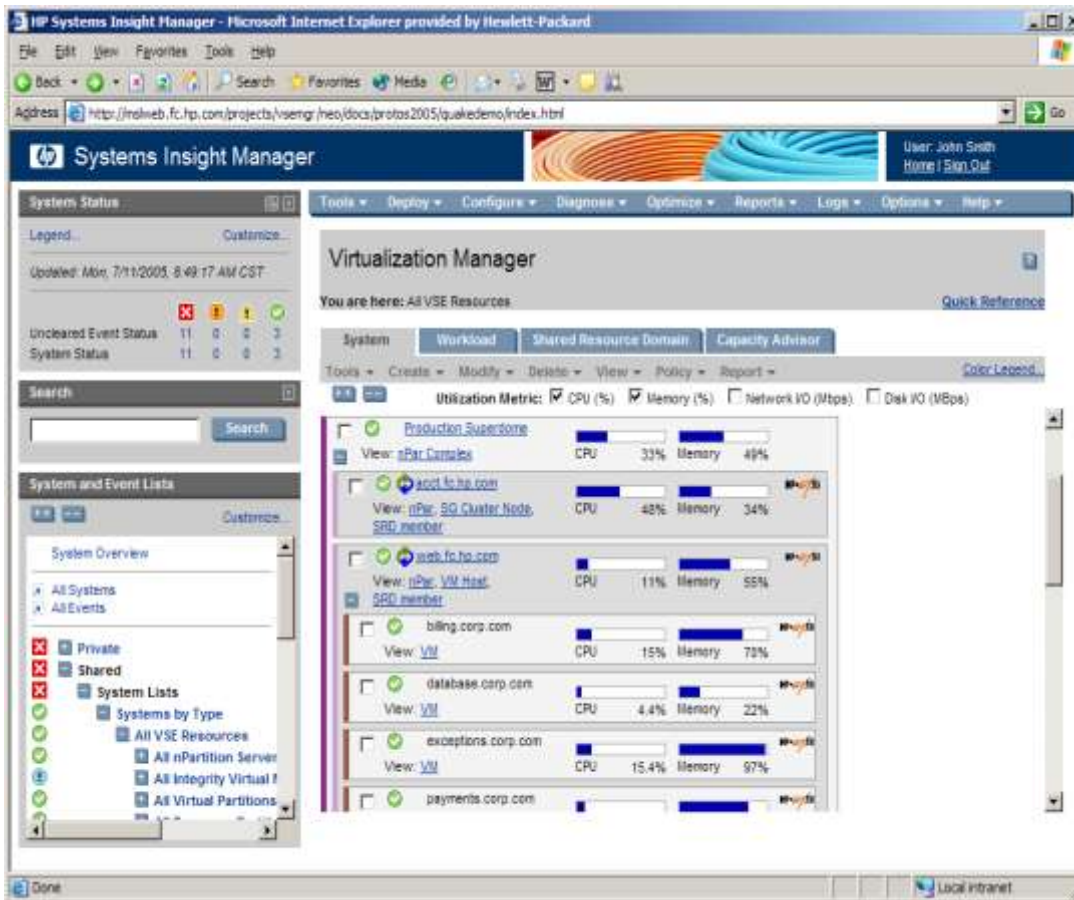 HP Systems Insight Manager - Microsoft Internet Explorer provided by Hewlett-Packard
File Edit View Favorites Tools Help
Back Search Favorites Media
Address http://mslweb.fc.hp.com/projects/vsemgr/neo/docs/protos2005/quakedemo/index.html Go
hp Systems Insight Manager
User: John Smith
Home | Sign Out
System Status
Legend... Customize...
Updated: Mon, 7/11/2005, 8:49:17 AM CST
Uncleared Event Status 11 0 0 3
System Status 11 0 0 3
Search
Search
System and Event Lists
Customize...
System Overview
All Systems
All Events
Private
Shared
System Lists
Systems by Type
All VSE Resources
All nPartition Server
All Integrity Virtual
All Virtual Partitions
Tools Deploy Configure Diagnose Optimize Reports Logs Options Help
Virtualization Manager
You are here: All VSE Resources
Quick Reference
System Workload Shared Resource Domain Capacity Advisor
Tools Create Modify Delete View Policy Report
Color Legend...
Utilization Metric: CPU (%) Memory (%) Network I/O (Mbps) Disk I/O (MBps)
Production Superdome
View: nPar Complex CPU 33% Memory 49%
acct.fc.hp.com
View: nPar, SG Cluster Node, CPU 48% Memory 34%
SRD member
web.fc.hp.com
View: nPar, VM Host, CPU 11% Memory 55%
SRD member
billing.corp.com
View: VM CPU 15% Memory 70%
database.corp.com
View: VM CPU 4.4% Memory 22%
exceptions.corp.com
View: VM CPU 15.4% Memory 97%
payments.corp.com
Done
Local intranet